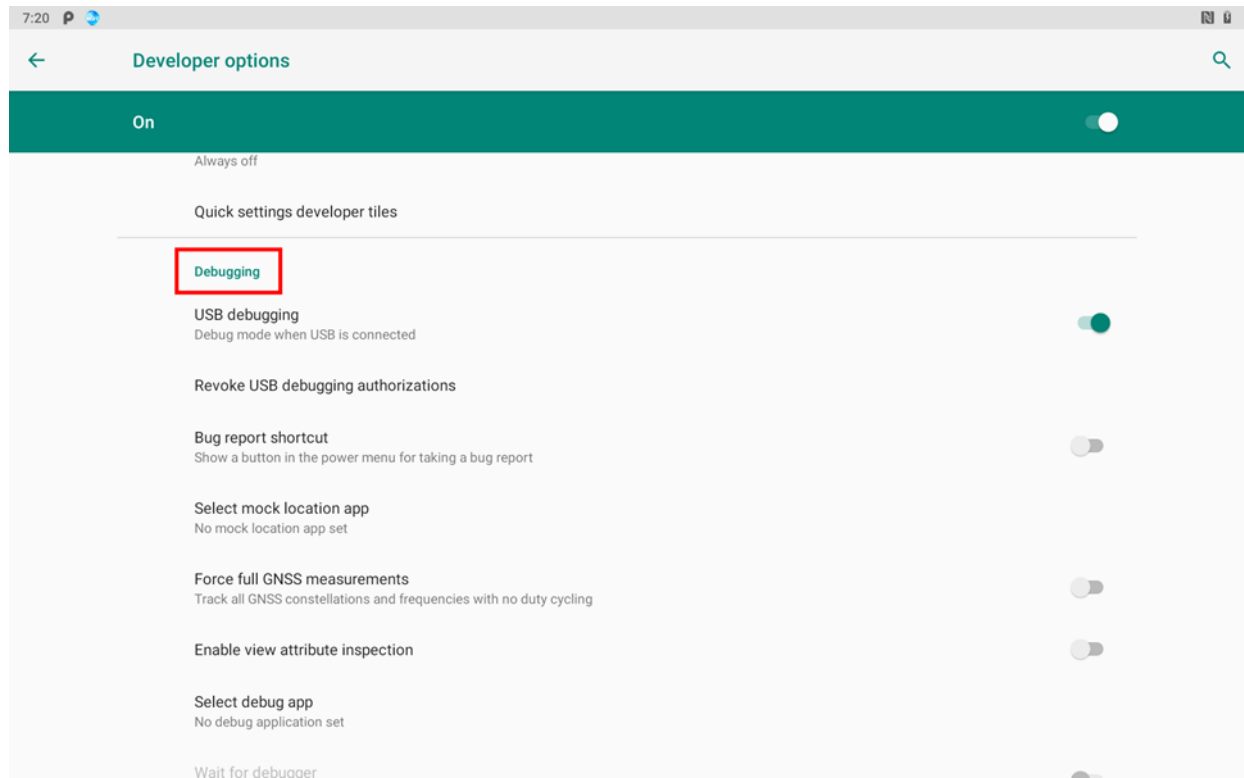 7:20
Developer options
On
Always off
Quick settings developer tiles
Debugging
USB debugging
Debug mode when USB is connected
Revoke USB debugging authorizations
Bug report shortcut
Show a button in the power menu for taking a bug report
Select mock location app
No mock location app set
Force full GNSS measurements
Track all GNSS constellations and frequencies with no duty cycling
Enable view attribute inspection
Select debug app
No debug application set
Wait for debugger